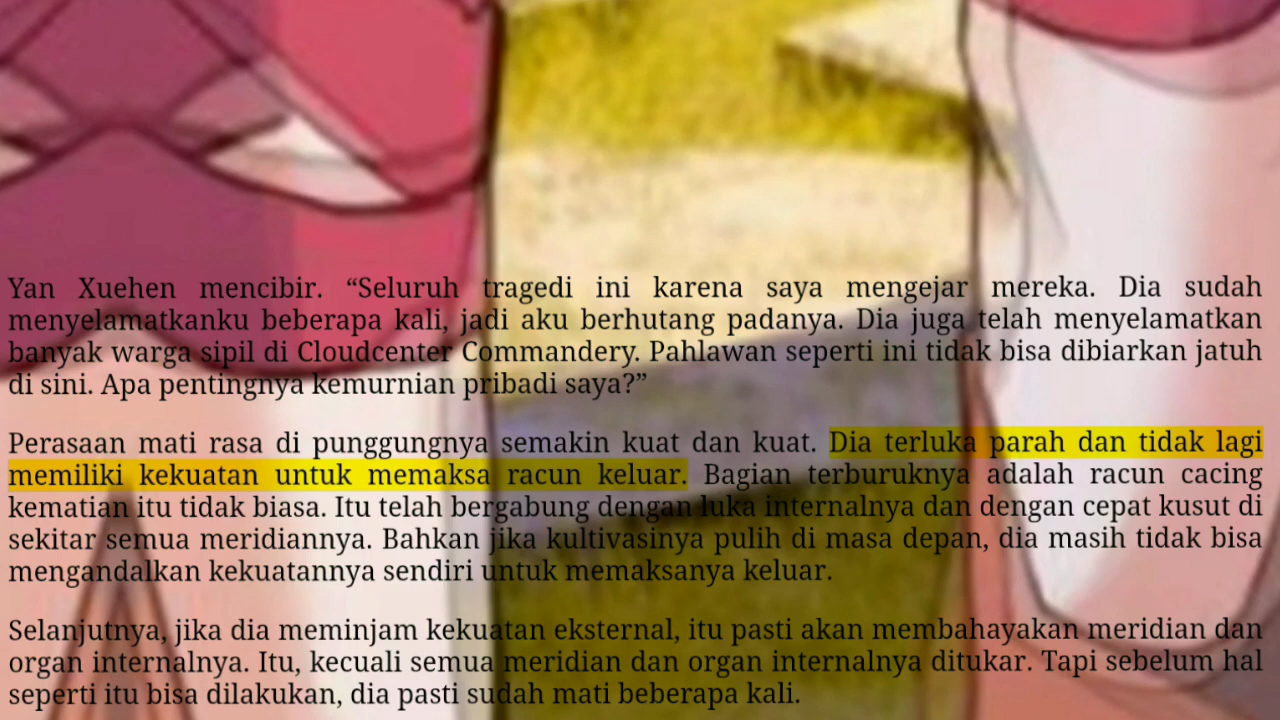 Yan Xuehen mencibir. “Seluruh tragedi ini karena saya mengejar mereka. Dia sudah
menyelamatkanku beberapa kali, jadi aku berhutang padanya. Dia juga telah menyelamatkan
banyak warga sipil di Cloudcenter Commandery. Pahlawan seperti ini tidak bisa dibiarkan jatuh
di sini. Apa pentingnya kemurnian pribadi saya?”
Perasaan mati rasa di punggungnya semakin kuat dan kuat. Dia terluka parah dan tidak lagi
memiliki kekuatan untuk memaksa racun keluar. Bagian terburuknya adalah racun cacing
kematian itu tidak biasa. Itu telah bergabung dengan luka internalnya dan dengan cepat kusut di
sekitar semua meridiannya. Bahkan jika kultivasinya pulih di masa depan, dia masih tidak bisa
mengandalkan kekuatannya sendiri untuk memaksanya keluar.
Selanjutnya, jika dia meminjam kekuatan eksternal, itu pasti akan membahayakan meridian dan
organ internalnya. Itu, kecuali semua meridian dan organ internalnya ditukar. Tapi sebelum hal
seperti itu bisa dilakukan, dia pasti sudah mati beberapa kali.